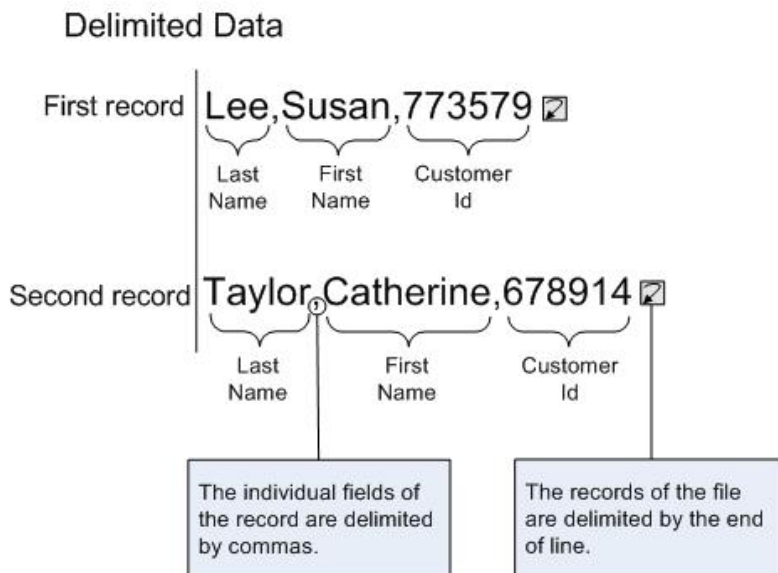 Delimited Data
First record
Lee,Susan,773579
Last
Name
First
Name
Customer
Id
Second record
Taylor,Catherine,678914
Last
Name
First
Name
Customer
Id
The individual fields of
the record are delimited
by commas.
The records of the file
are delimited by the end
of line.